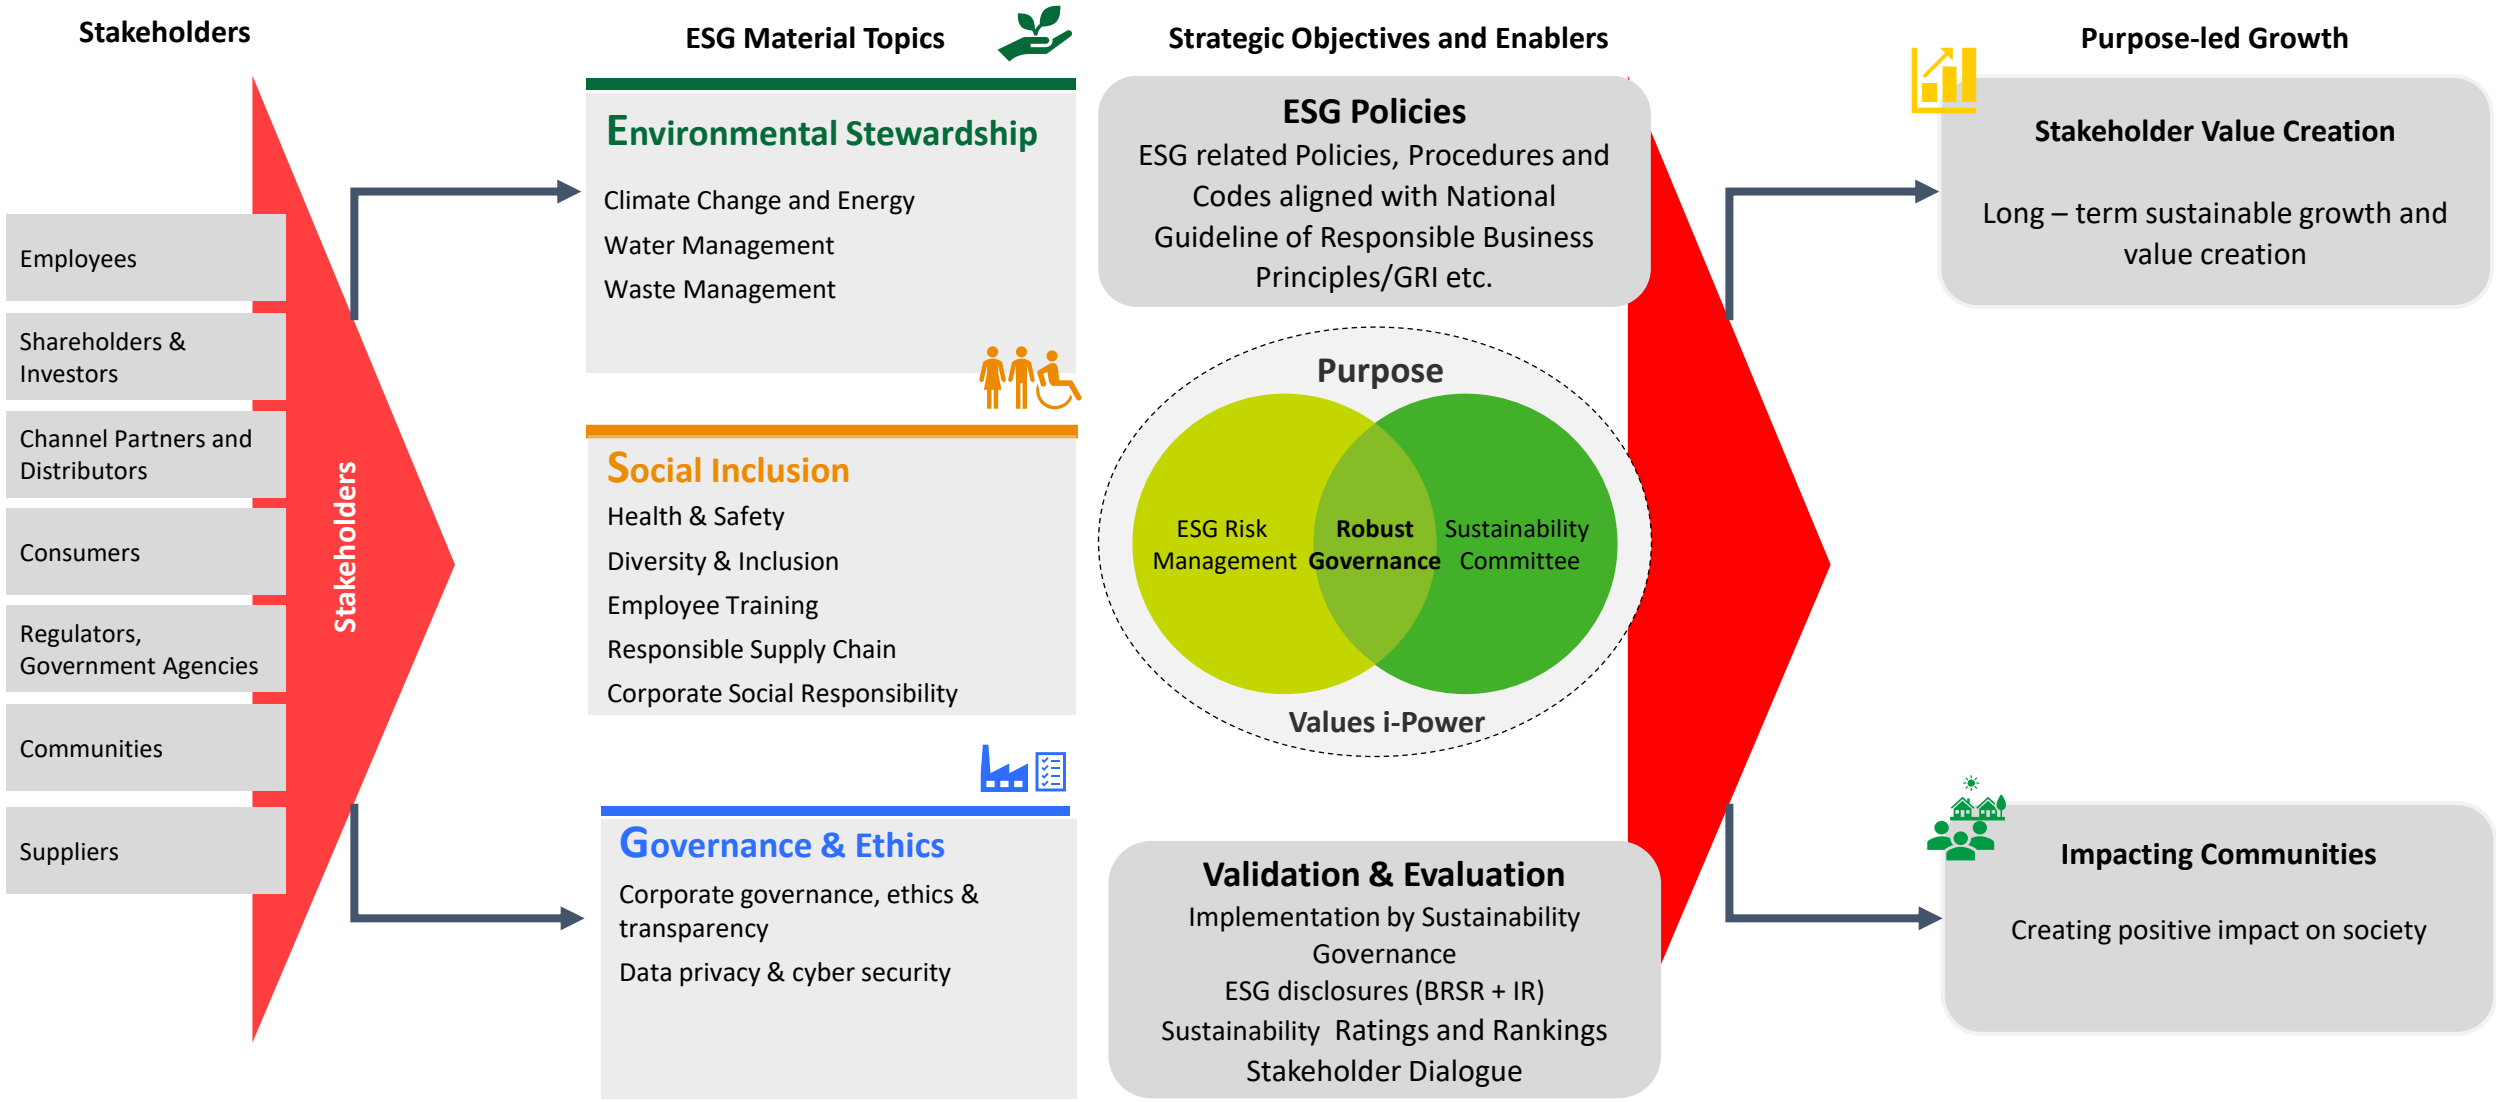 Stakeholders
Employees
Shareholders &
Investors
Channel Partners and
Distributors
Consumers
Regulators,
Government Agencies
Communities
Suppliers
Stakeholders
ESG Material Topics
Environmental Stewardship
Climate Change and Energy
Water Management
Waste Management
Social Inclusion
Health & Safety
Diversity & Inclusion
Employee Training
Responsible Supply Chain
Corporate Social Responsibility
Governance & Ethics
Corporate governance, ethics &
transparency
Data privacy & cyber security
Strategic Objectives and Enablers
ESG Policies
ESG related Policies, Procedures and
Codes aligned with National
Guideline of Responsible Business
Principles/GRI etc.
Purpose
ESG Risk
Management
Robust
Governance
Sustainability
Committee
Values i-Power
Validation & Evaluation
Implementation by Sustainability
Governance
ESG disclosures (BRSR + IR)
Sustainability Ratings and Rankings
Stakeholder Dialogue
Purpose-led Growth
Stakeholder Value Creation
Long – term sustainable growth and
value creation
Impacting Communities
Creating positive impact on society